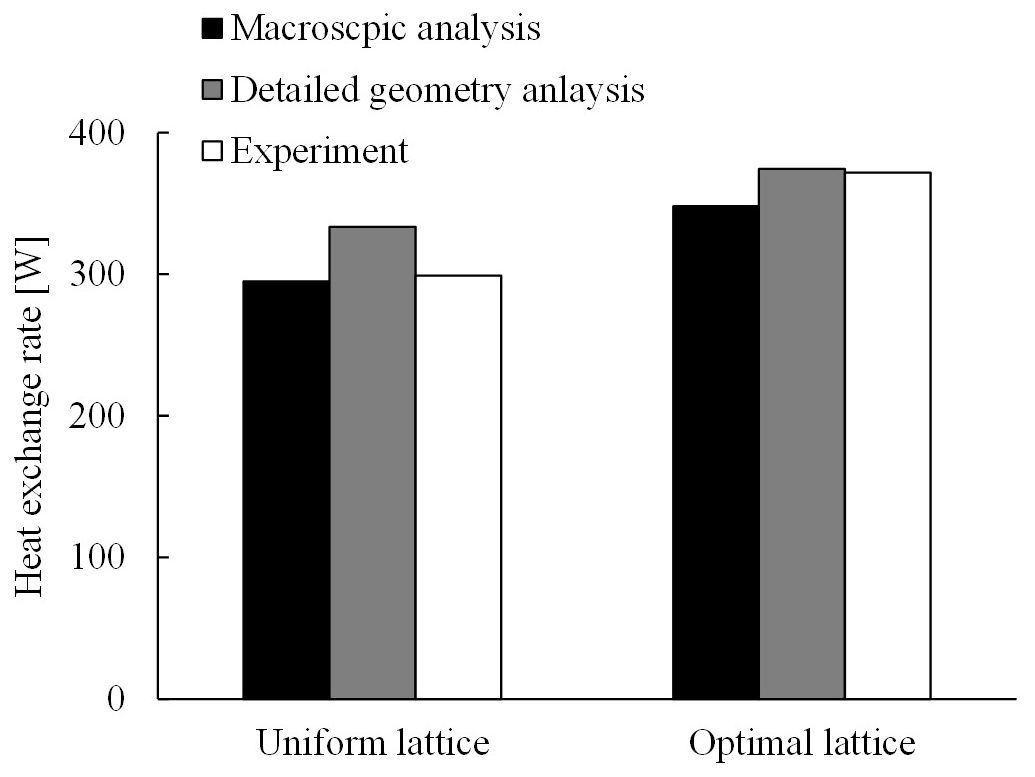 Macroscpic analysis
Detailed geometry anlaysis
Experiment
400
300
200
100
0
Heat exchange rate [W]
Uniform lattice
Optimal lattice